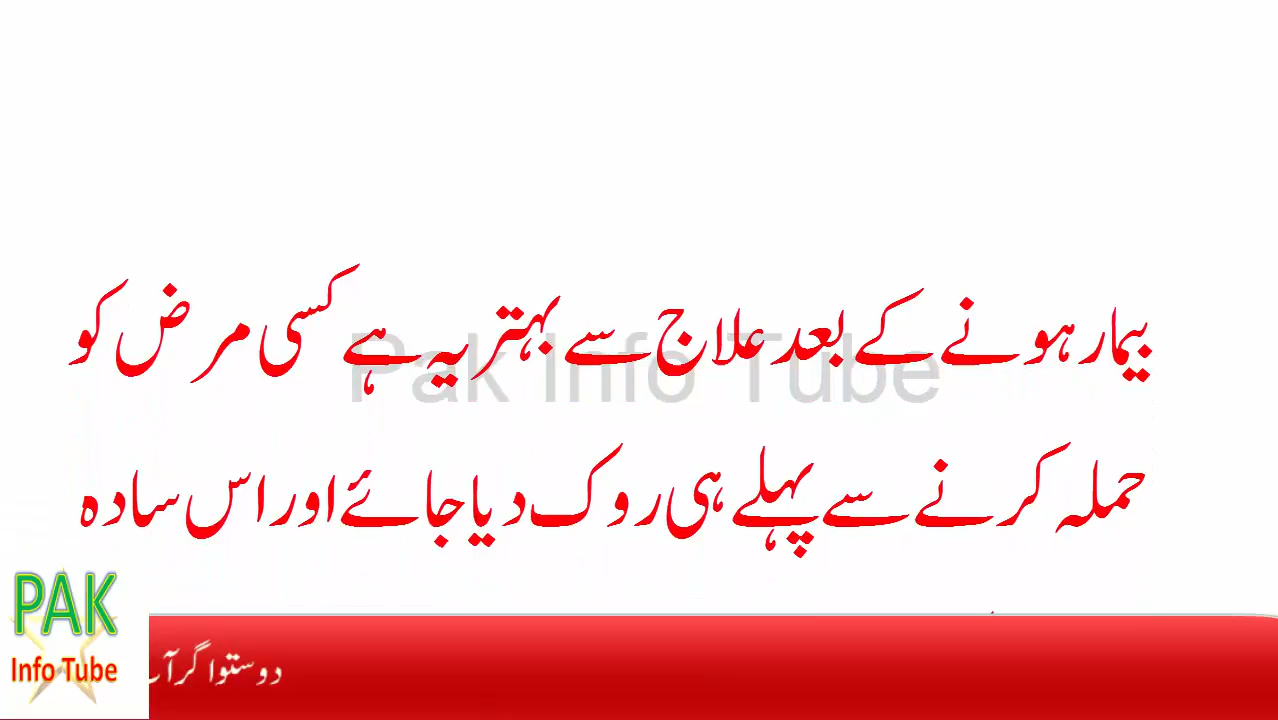 بیمار ہونے کے بعد علاج سے بہتر یہ ہے کسی مرض کو
Pak Info Tube
حملہ کرنے سے پہلے ہی روک دیا جائے اور اس سادہ
PAK
Info Tube
دوستو اگر